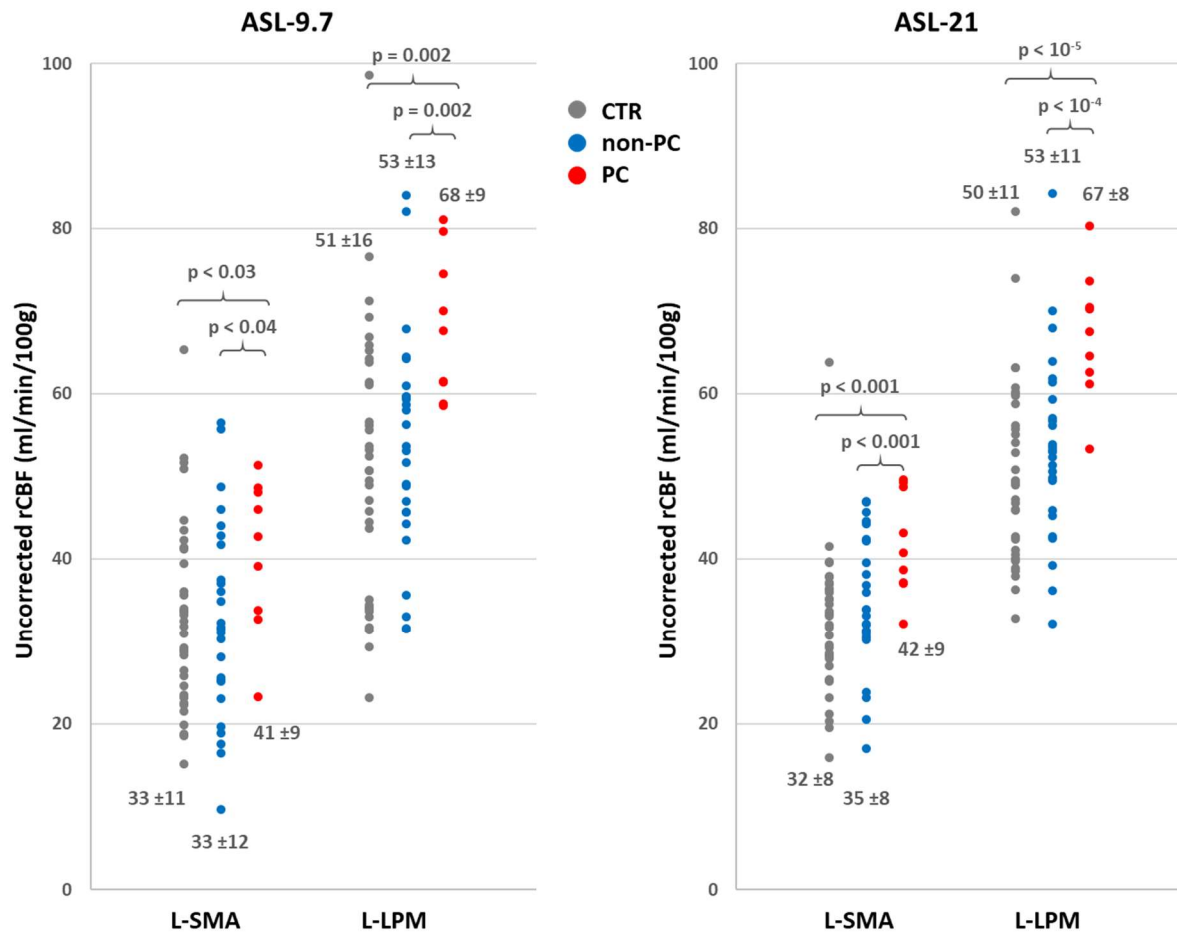 ASL-9.7
Uncorrected rCBF (ml/min/100g)
100
80
60
40
20
0
p = 0.002
p = 0.002
53 ±13
68 ±9
51 ±16
p < 0.03
p < 0.04
41 ±9
33 ±11
33 ±12
L-SMA
L-LPM
CTR
non-PC
PC
ASL-21
Uncorrected rCBF (ml/min/100g)
100
80
60
40
20
0
p < 10⁻⁵
p < 10⁻⁴
53 ±11
50 ±11
67 ±8
p < 0.001
p < 0.001
42 ±9
32 ±8
35 ±8
L-SMA
L-LPM